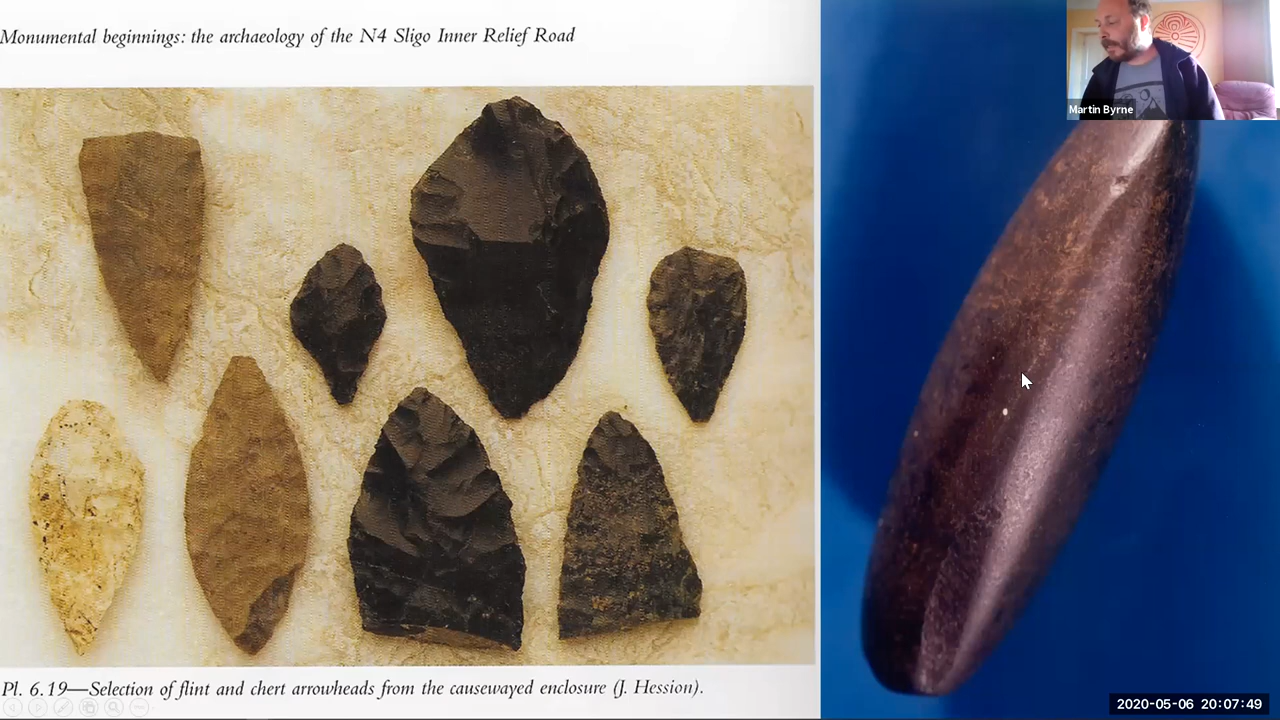 Monumental beginnings: the archaeology of the N4 Sligo Inner Relief Road
Martin Byrne
Pl. 6.19—Selection of flint and chert arrowheads from the causewayed enclosure (J. Hession).
2020-05-06 20:07:49